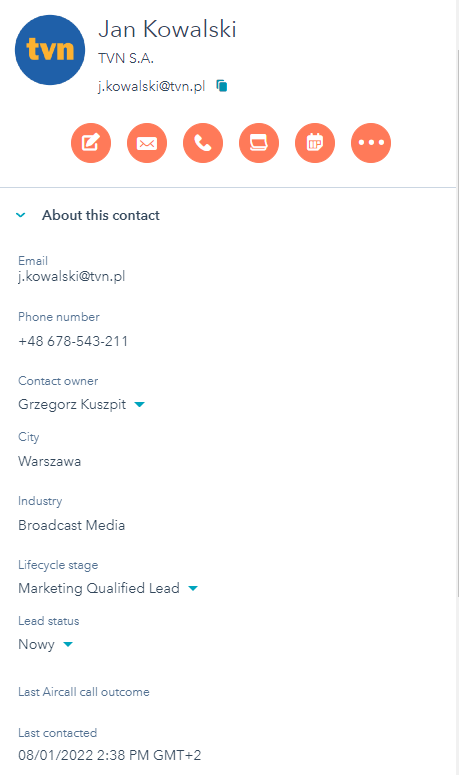 tvn
Jan Kowalski
TVN S.A.
j.kowalski@tvn.pl
About this contact
Email
j.kowalski@tvn.pl
Phone number
+48 678-543-211
Contact owner
Grzegorz Kuszpit
City
Warszawa
Industry
Broadcast Media
Lifecycle stage
Marketing Qualified Lead
Lead status
Nowy
Last Aircall call outcome
Last contacted
08/01/2022 2:38 PM GMT+2